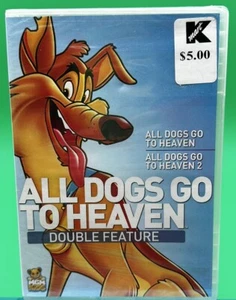 K
$5.00
ALL DOGS GO
TO HEAVEN
ALL DOGS GO
TO HEAVEN 2
ALL DOGS GO
TO HEAVEN
DOUBLE FEATURE
MGM